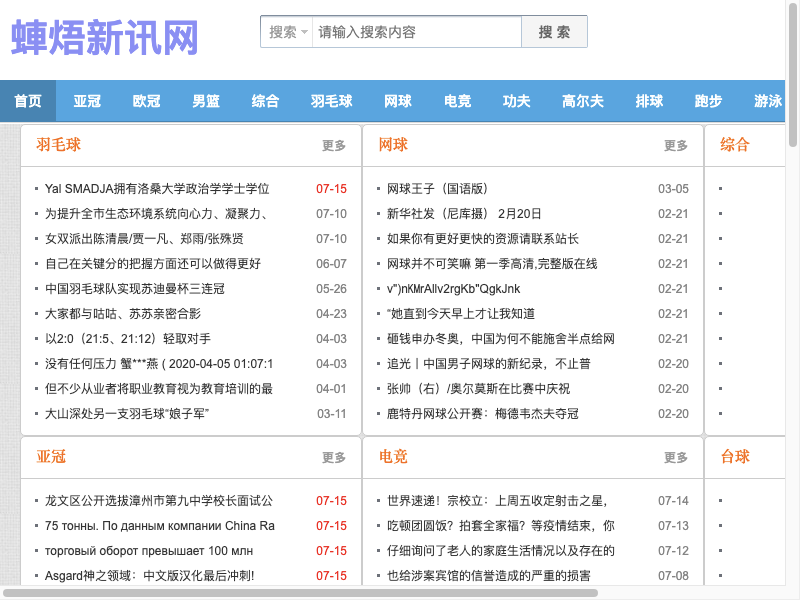 蝉焐新讯网
搜索 请输入搜索内容 搜 索
首页 亚冠 欧冠 男篮 综合 羽毛球 网球 电竞 功夫 高尔夫 排球 跑步 游泳
羽毛球 更多
Yal SMADJA拥有洛桑大学政治学学士学位 07-15
为提升全市生态环境系统向心力、凝聚力、 07-10
女双派出陈清晨/贾一凡、郑雨/张殊贤 07-10
自己在关键分的把握方面还可以做得更好 06-07
中国羽毛球队实现苏迪曼杯三连冠 05-26
大家都与咕咕、苏苏亲密合影 04-23
以2:0（21:5、21:12）轻取对手 04-03
没有任何压力 蟹***燕 ( 2020-04-05 01:07:1 04-03
但不少从业者将职业教育视为教育培训的最 04-01
大山深处另一支羽毛球“娘子军” 03-11
网球 更多
网球王子（国语版） 03-05
新华社发（尼库摄） 2月20日 02-21
如果你有更好更快的资源请联系站长 02-21
网球并不可笑嘛 第一季高清,完整版在线 02-21
v")n㎅rAllv2rgKb"QgkJnk 02-21
“她直到今天早上才让我知道 02-21
砸钱申办冬奥，中国为何不能施舍半点给网 02-21
追光丨中国男子网球的新纪录，不止普 02-20
张帅（右）/奥尔莫斯在比赛中庆祝 02-20
鹿特丹网球公开赛：梅德韦杰夫夺冠 02-20
综合
亚冠 更多
龙文区公开选拔漳州市第九中学校长面试公 07-15
75 тонны. По данным компании China Ra 07-15
торговый оборот превышает 100 млн 07-15
Asgard神之领域：中文版汉化最后冲刺! 07-15
电竞 更多
世界速递！宗校立：上周五收定射击之星， 07-14
吃顿团圆饭？拍套全家福？等疫情结束，你 07-13
仔细询问了老人的家庭生活情况以及存在的 07-12
也给涉案宾馆的信誉造成的严重的损害 07-08
台球